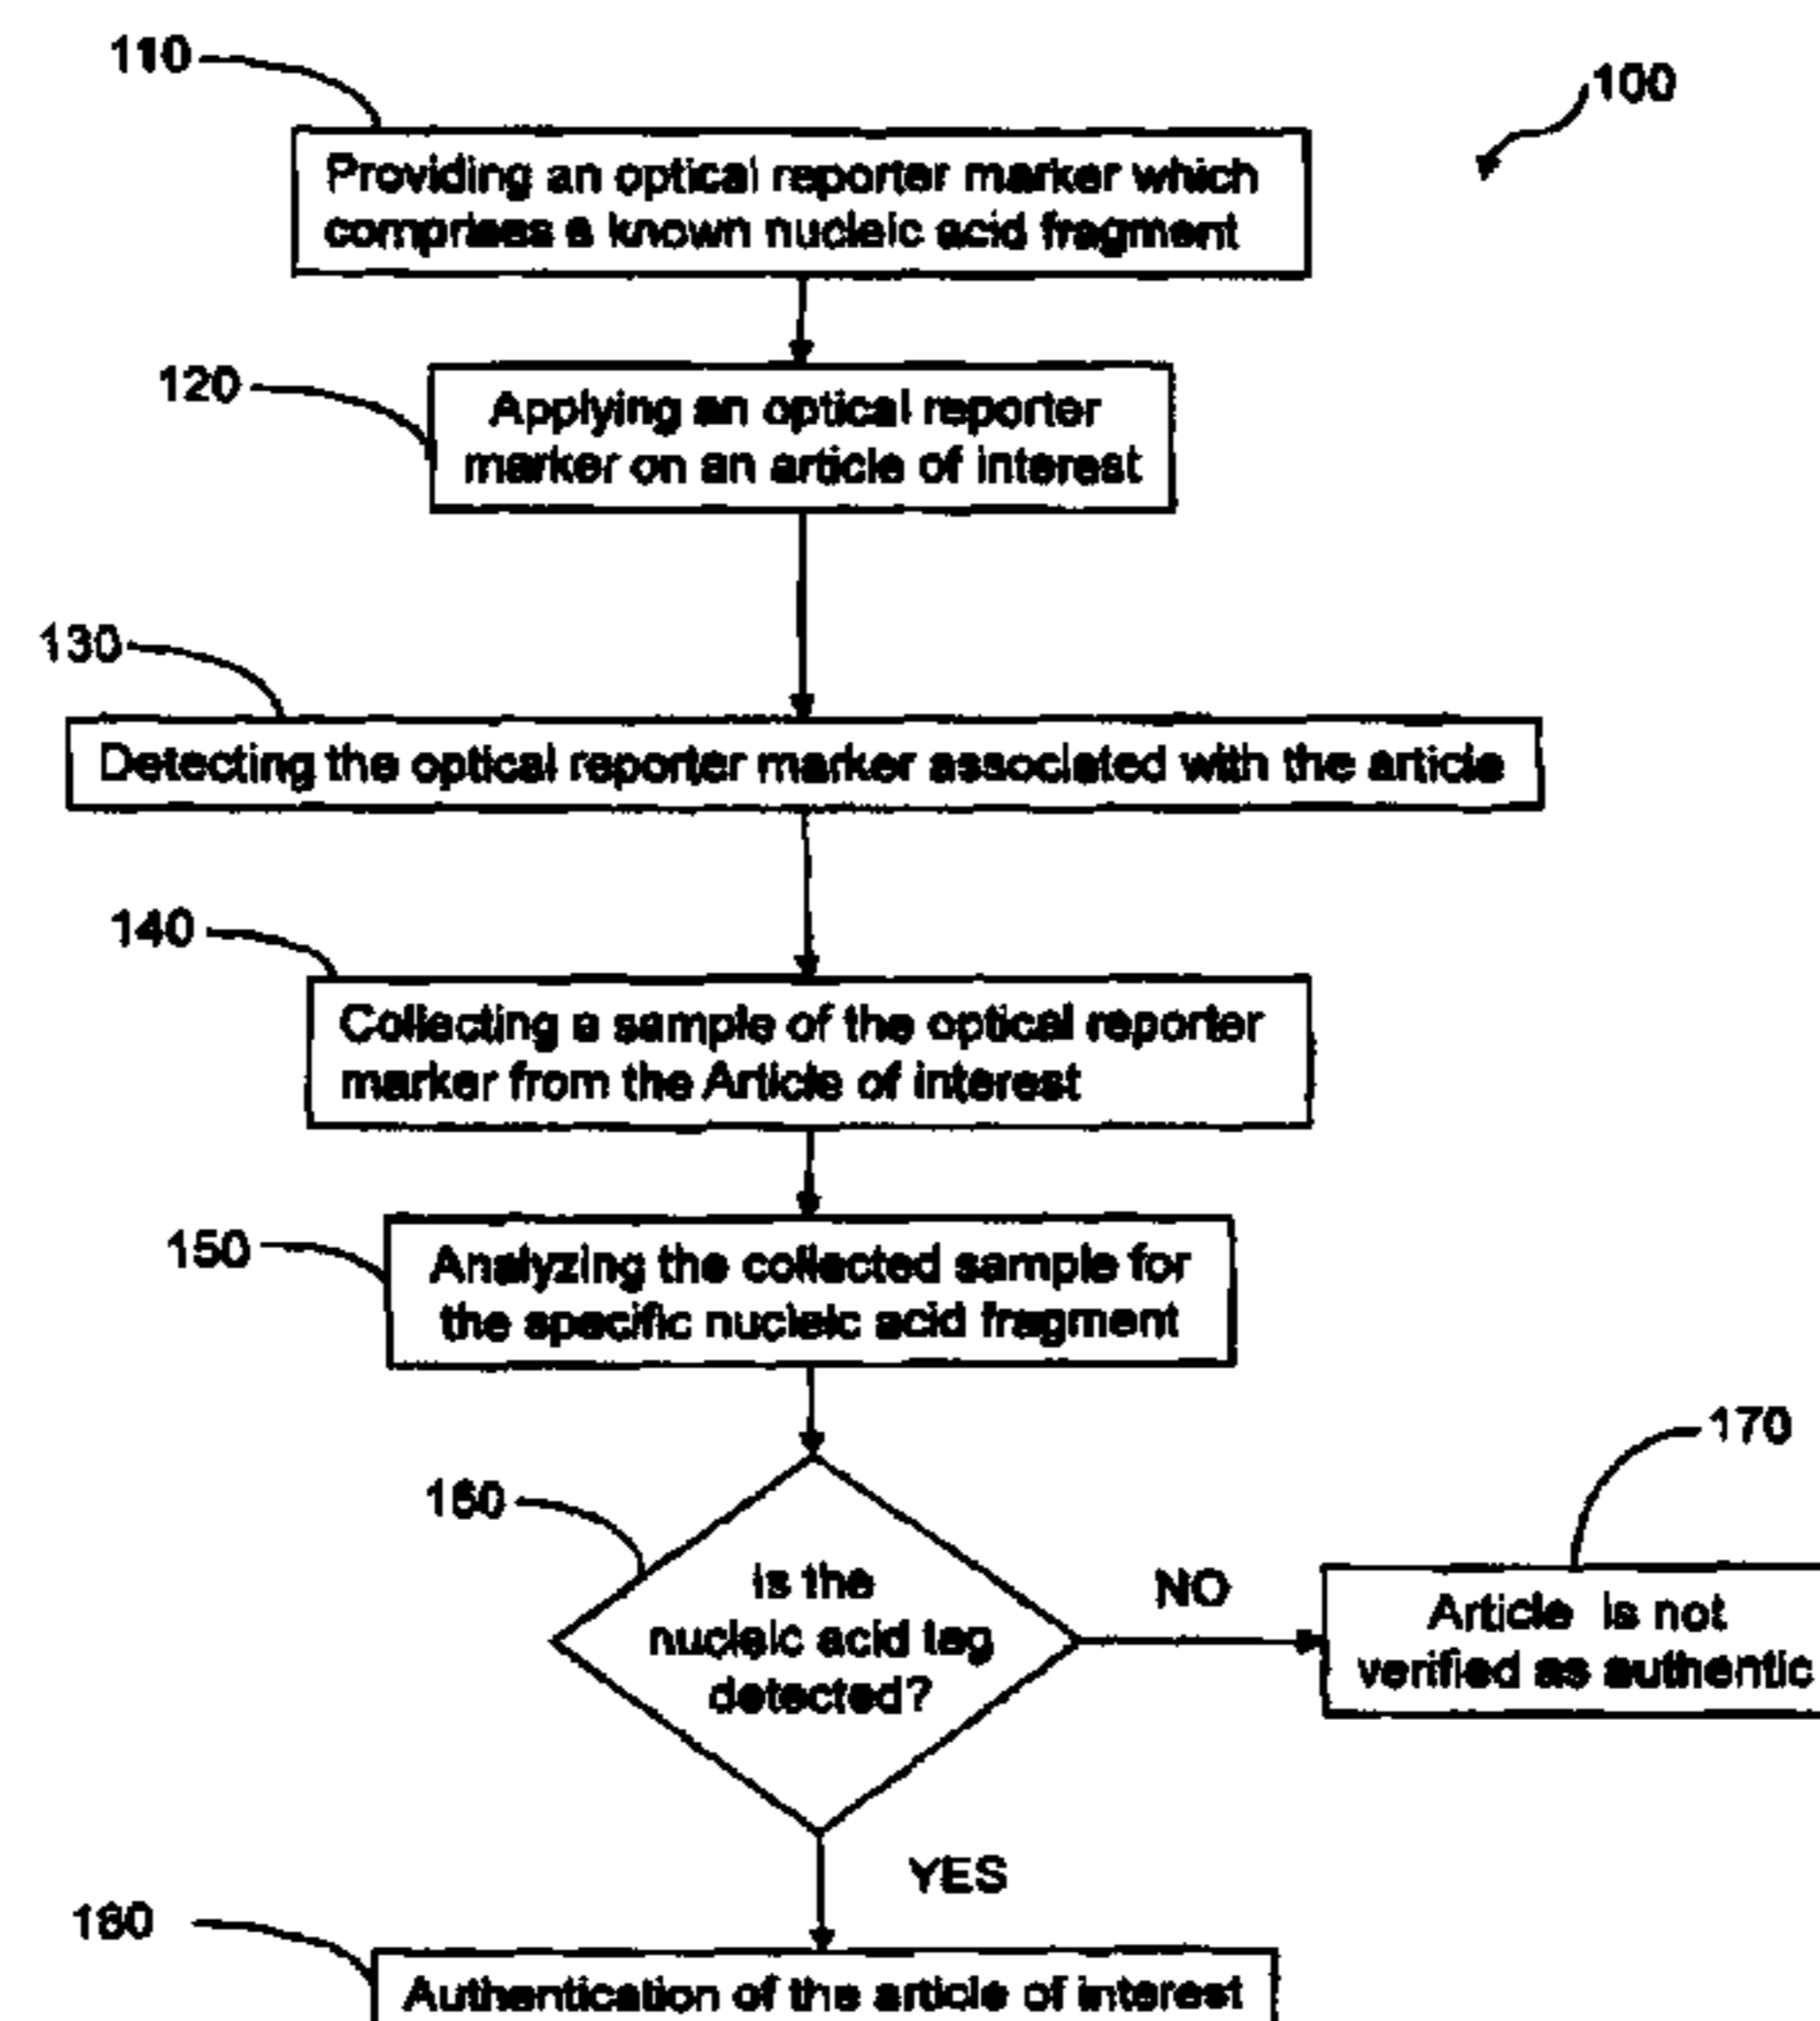 110
100
Providing an optical reporter marker which
comprises a known nucleic acid fragment
120
Applying an optical reporter
marker on an article of interest
130
Detecting the optical reporter marker associated with the article
140
Collecting a sample of the optical reporter
marker from the Article of interest
150
Analyzing the collected sample for
the specific nucleic acid fragment
170
160
Is the
nucleic acid tag
detected?
NO
Article is not
verified as authentic
YES
180
Authentication of the article of interest